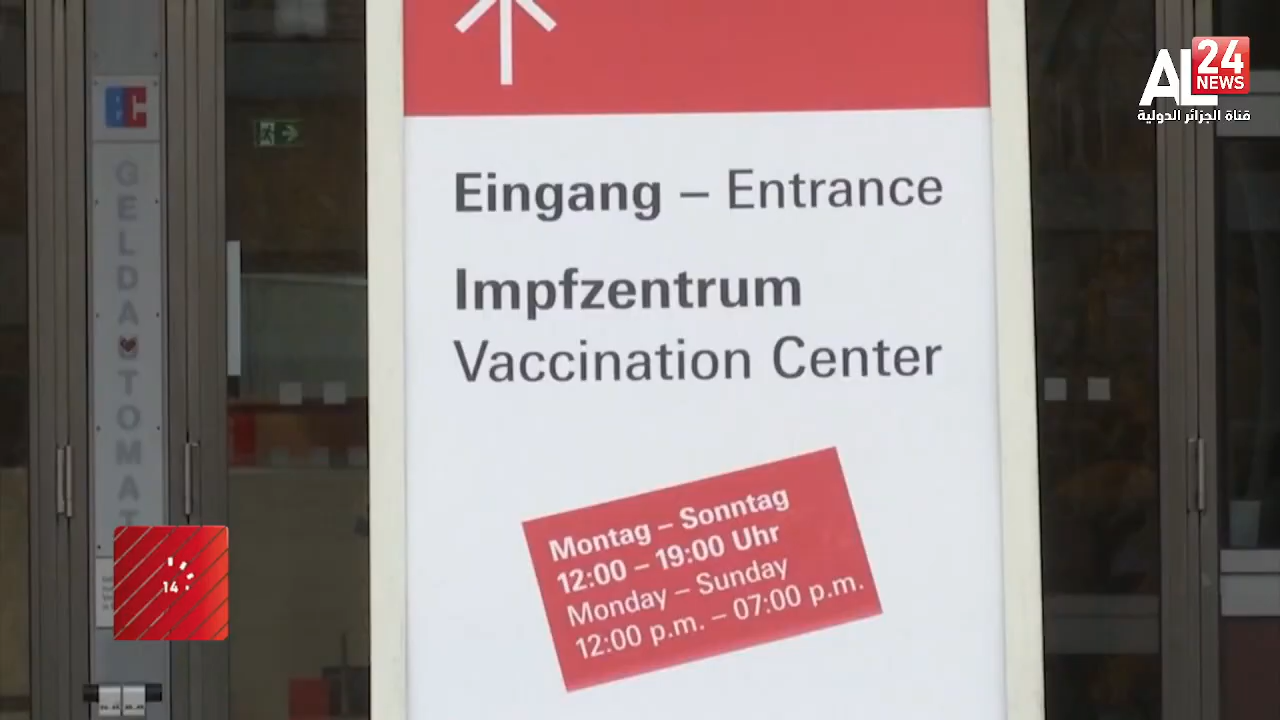 AL
24
NEWS
قناة الجزائر الدولية
EC
GELDAUTOMAT
Eingang – Entrance
Impfzentrum
Vaccination Center
Montag – Sonntag
12:00 – 19:00 Uhr
Monday – Sunday
12:00 p.m. – 07:00 p.m.
14